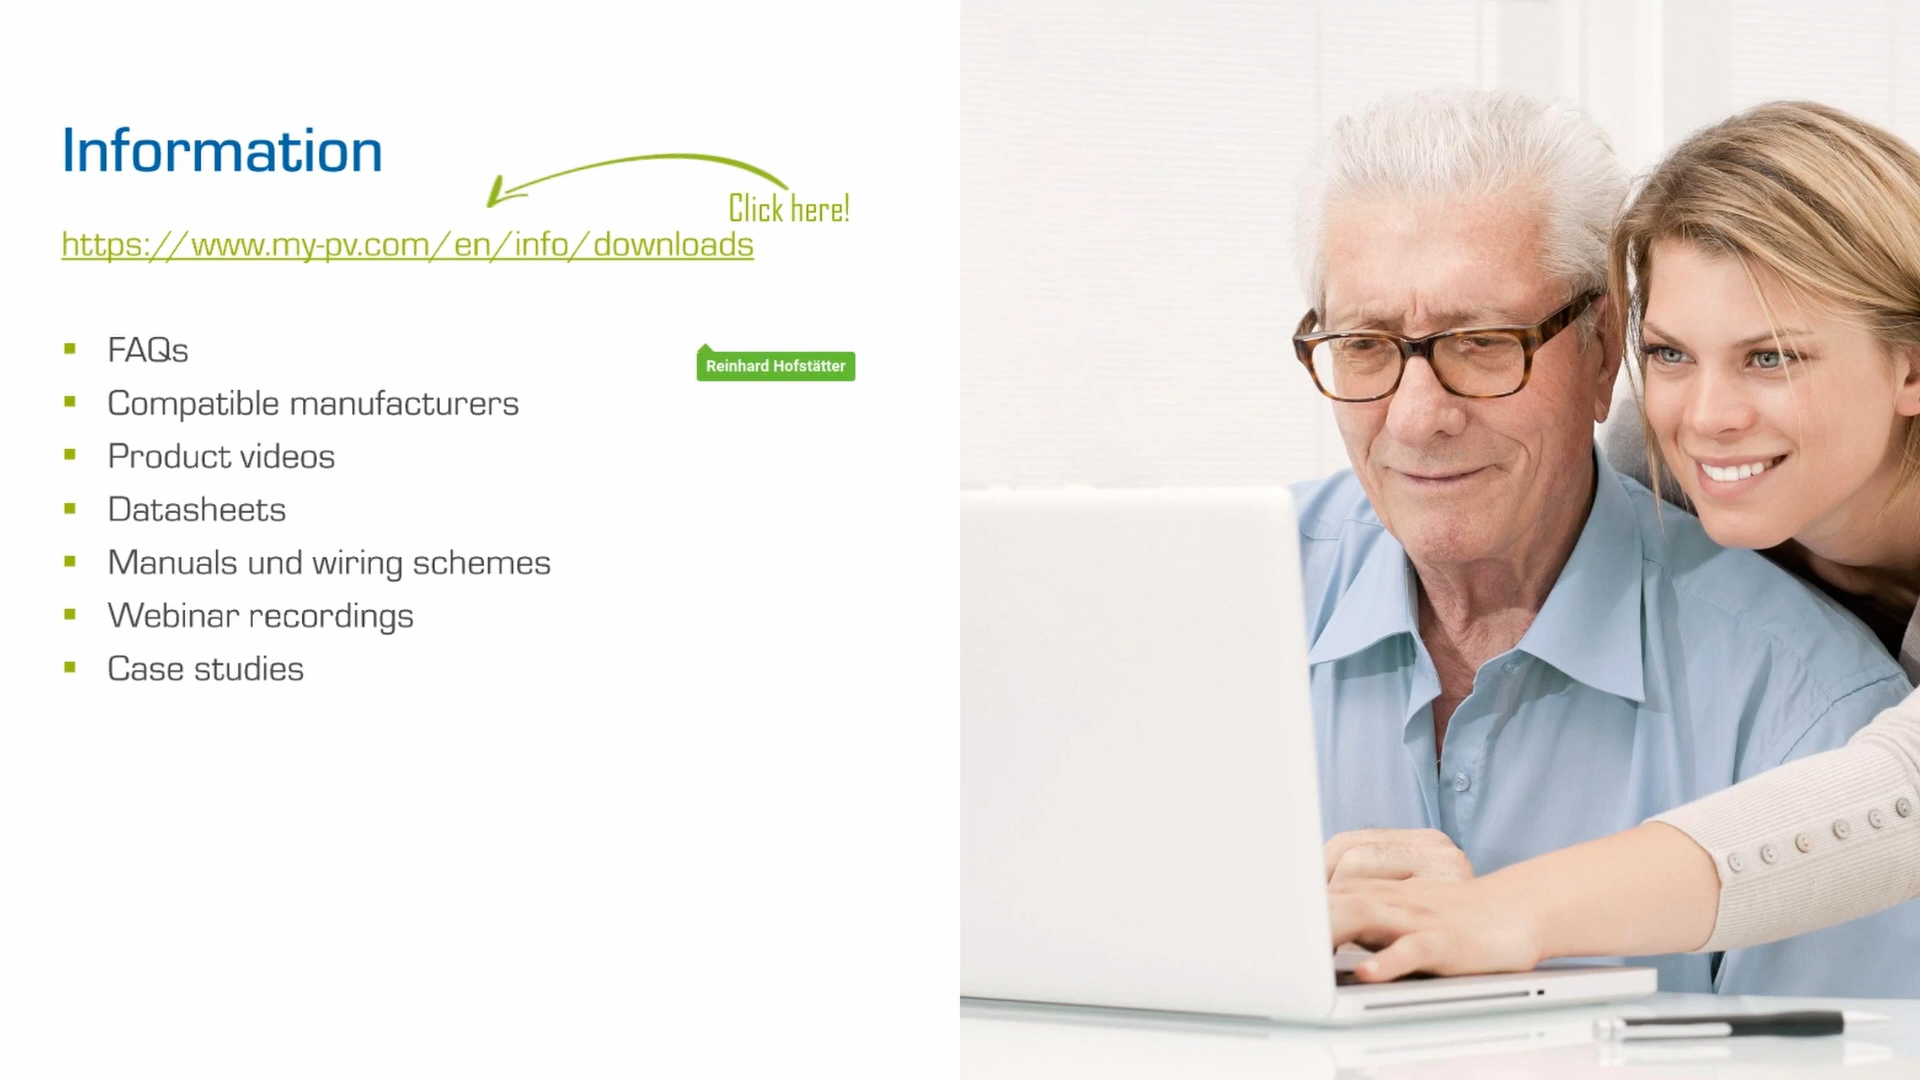 Information
Click here!
https://www.my-pv.com/en/info/downloads
FAQs
Reinhard Hofstätter
Compatible manufacturers
Product videos
Datasheets
Manuals und wiring schemes
Webinar recordings
Case studies